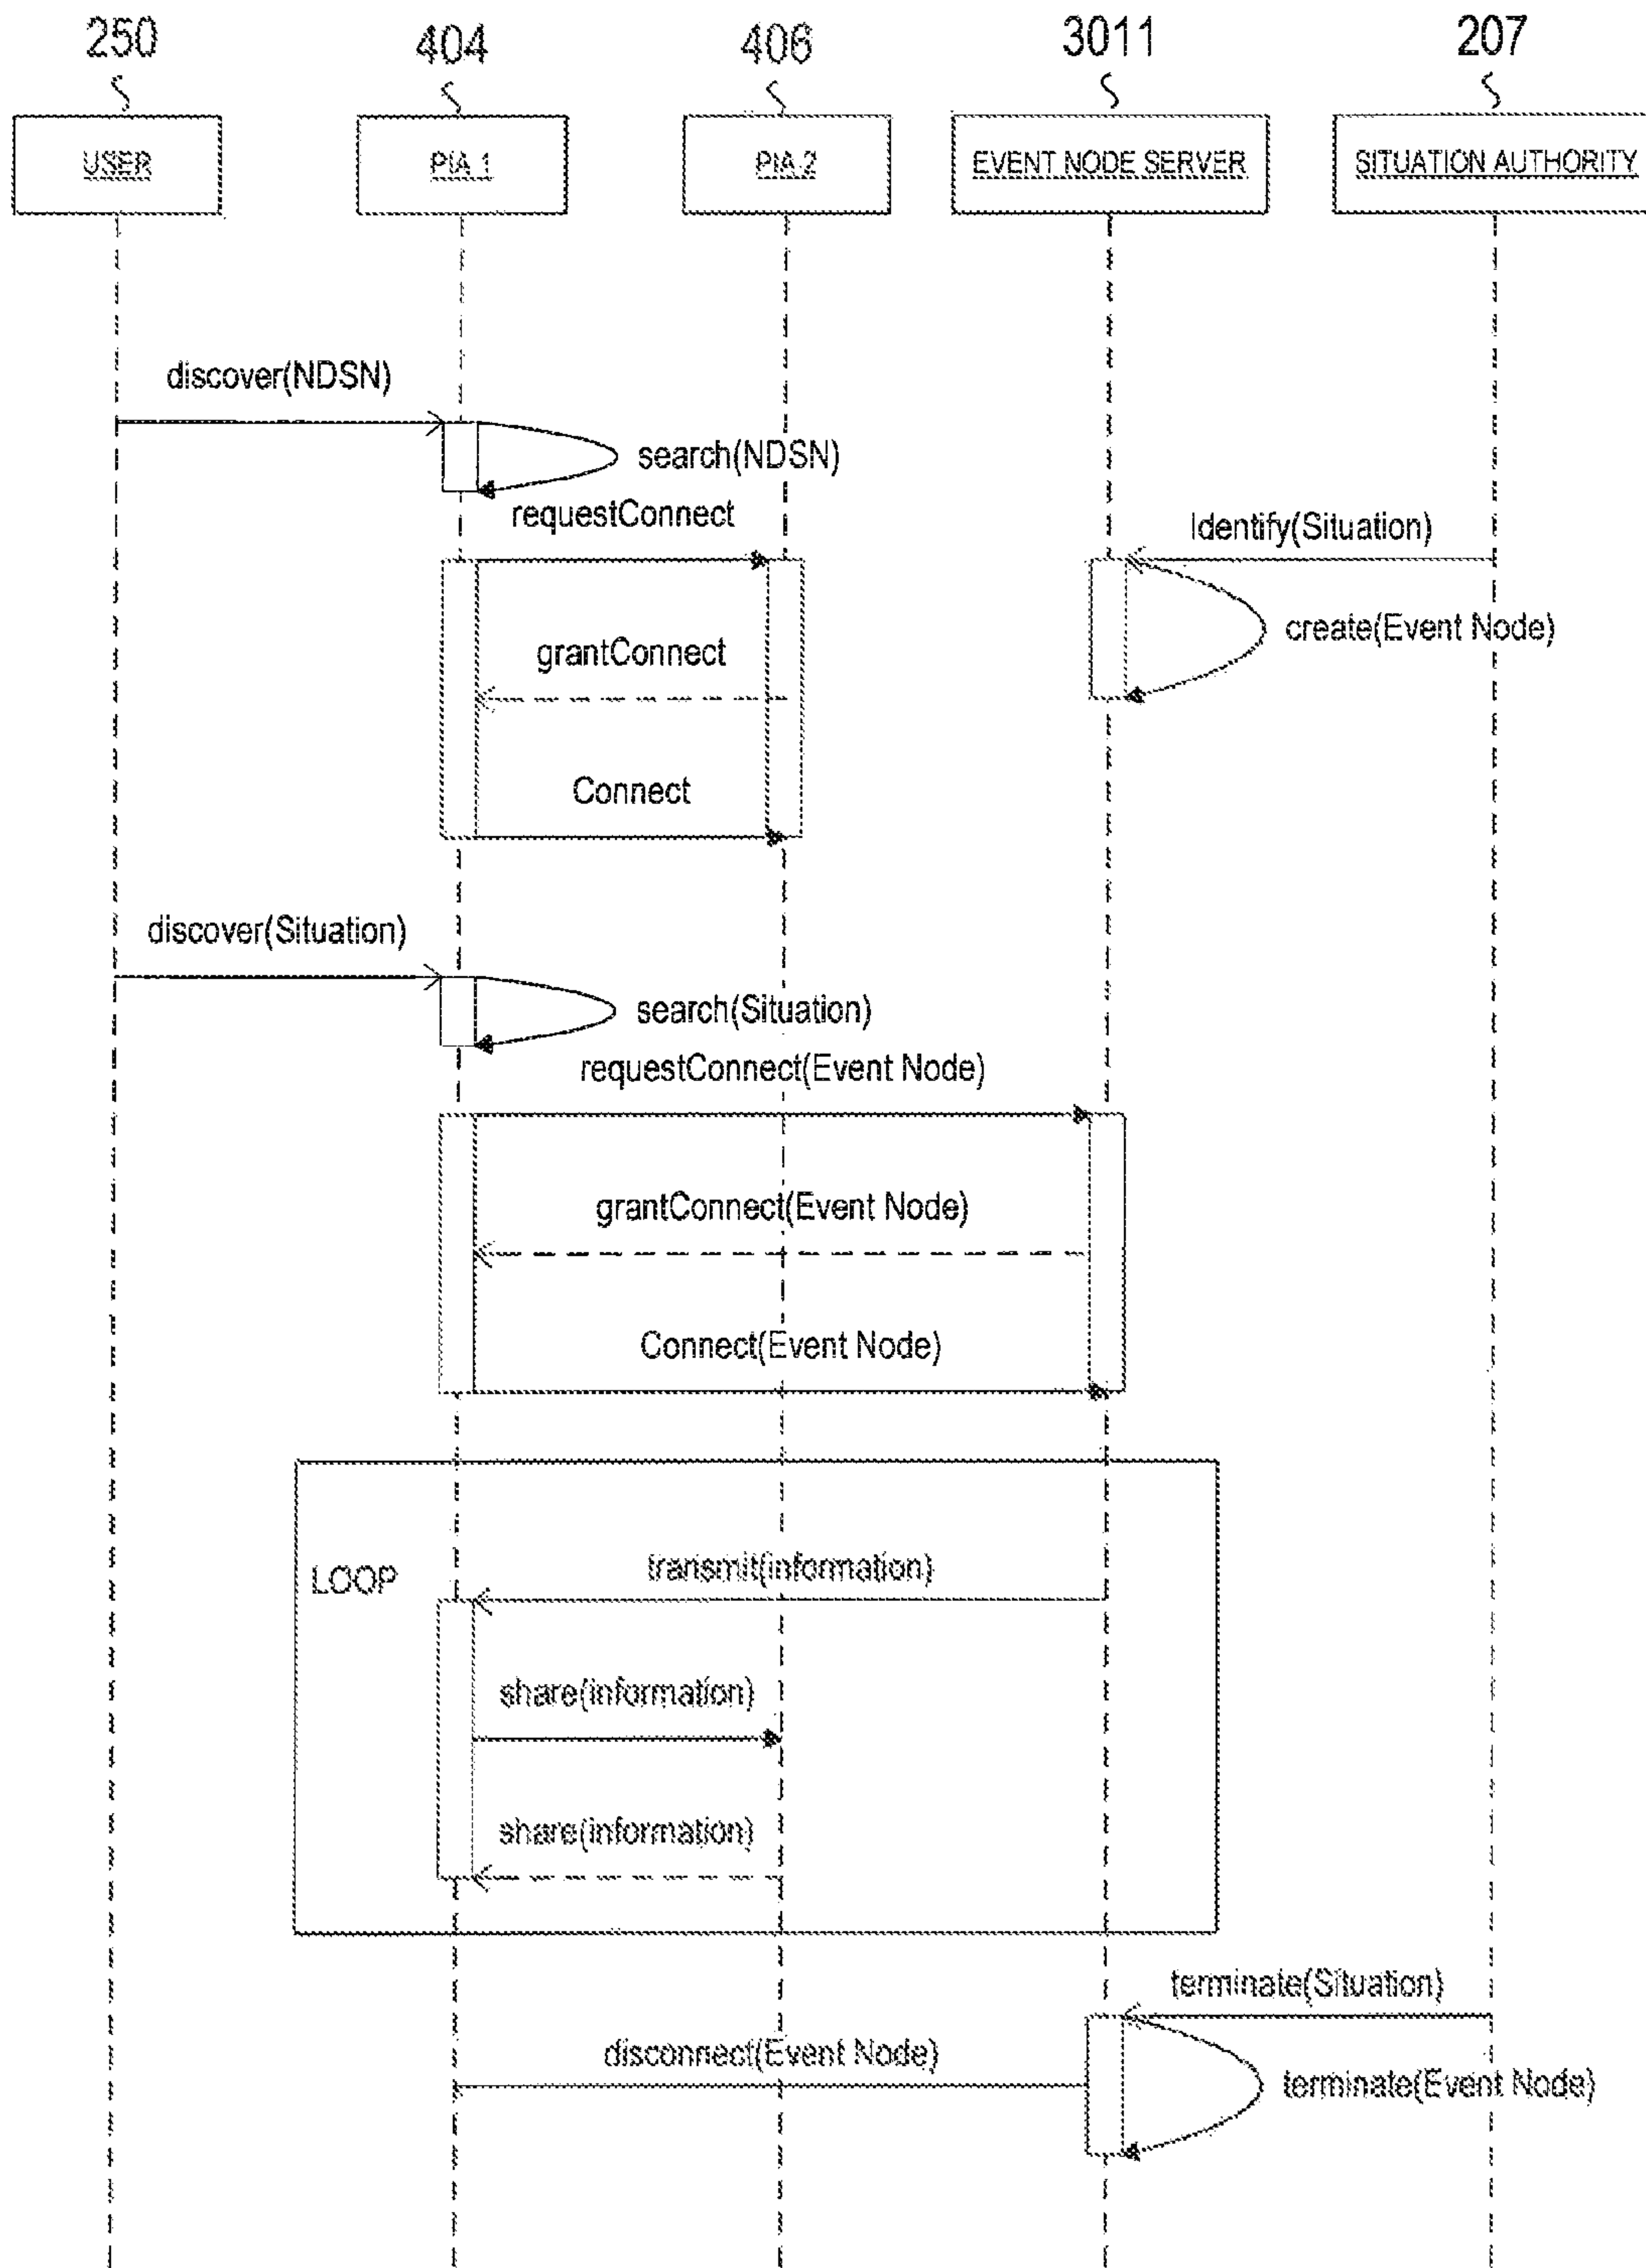 250
404
406
3011
207
USER
PIA 1
PIA 2
EVENT NODE SERVER
SITUATION AUTHORITY
discover(NDSN)
search(NDSN)
requestConnect
Identify(Situation)
create(Event Node)
grantConnect
Connect
discover(Situation)
search(Situation)
requestConnect(Event Node)
grantConnect(Event Node)
Connect(Event Node)
LOOP
transmit(information)
share(information)
share(information)
terminate(Situation)
disconnect(Event Node)
terminate(Event Node)